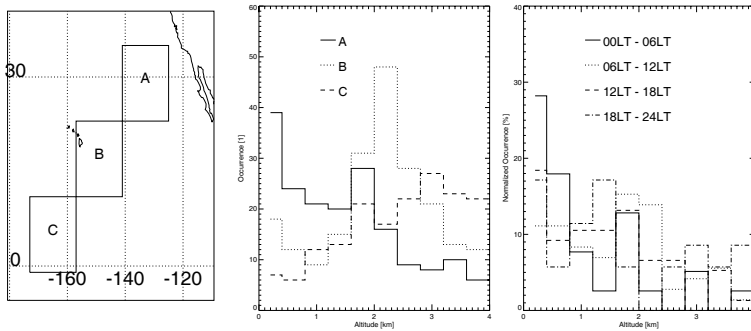 30
0
-160
-140
-120
A
B
C
60
50
40
30
20
10
0
Occurrence [1]
A
B
C
0
1
2
3
4
Altitude [km]
40
30
20
10
0
Normalized Occurrence [%]
00LT - 06LT
06LT - 12LT
12LT - 18LT
18LT - 24LT
0
1
2
3
4
Altitude [km]